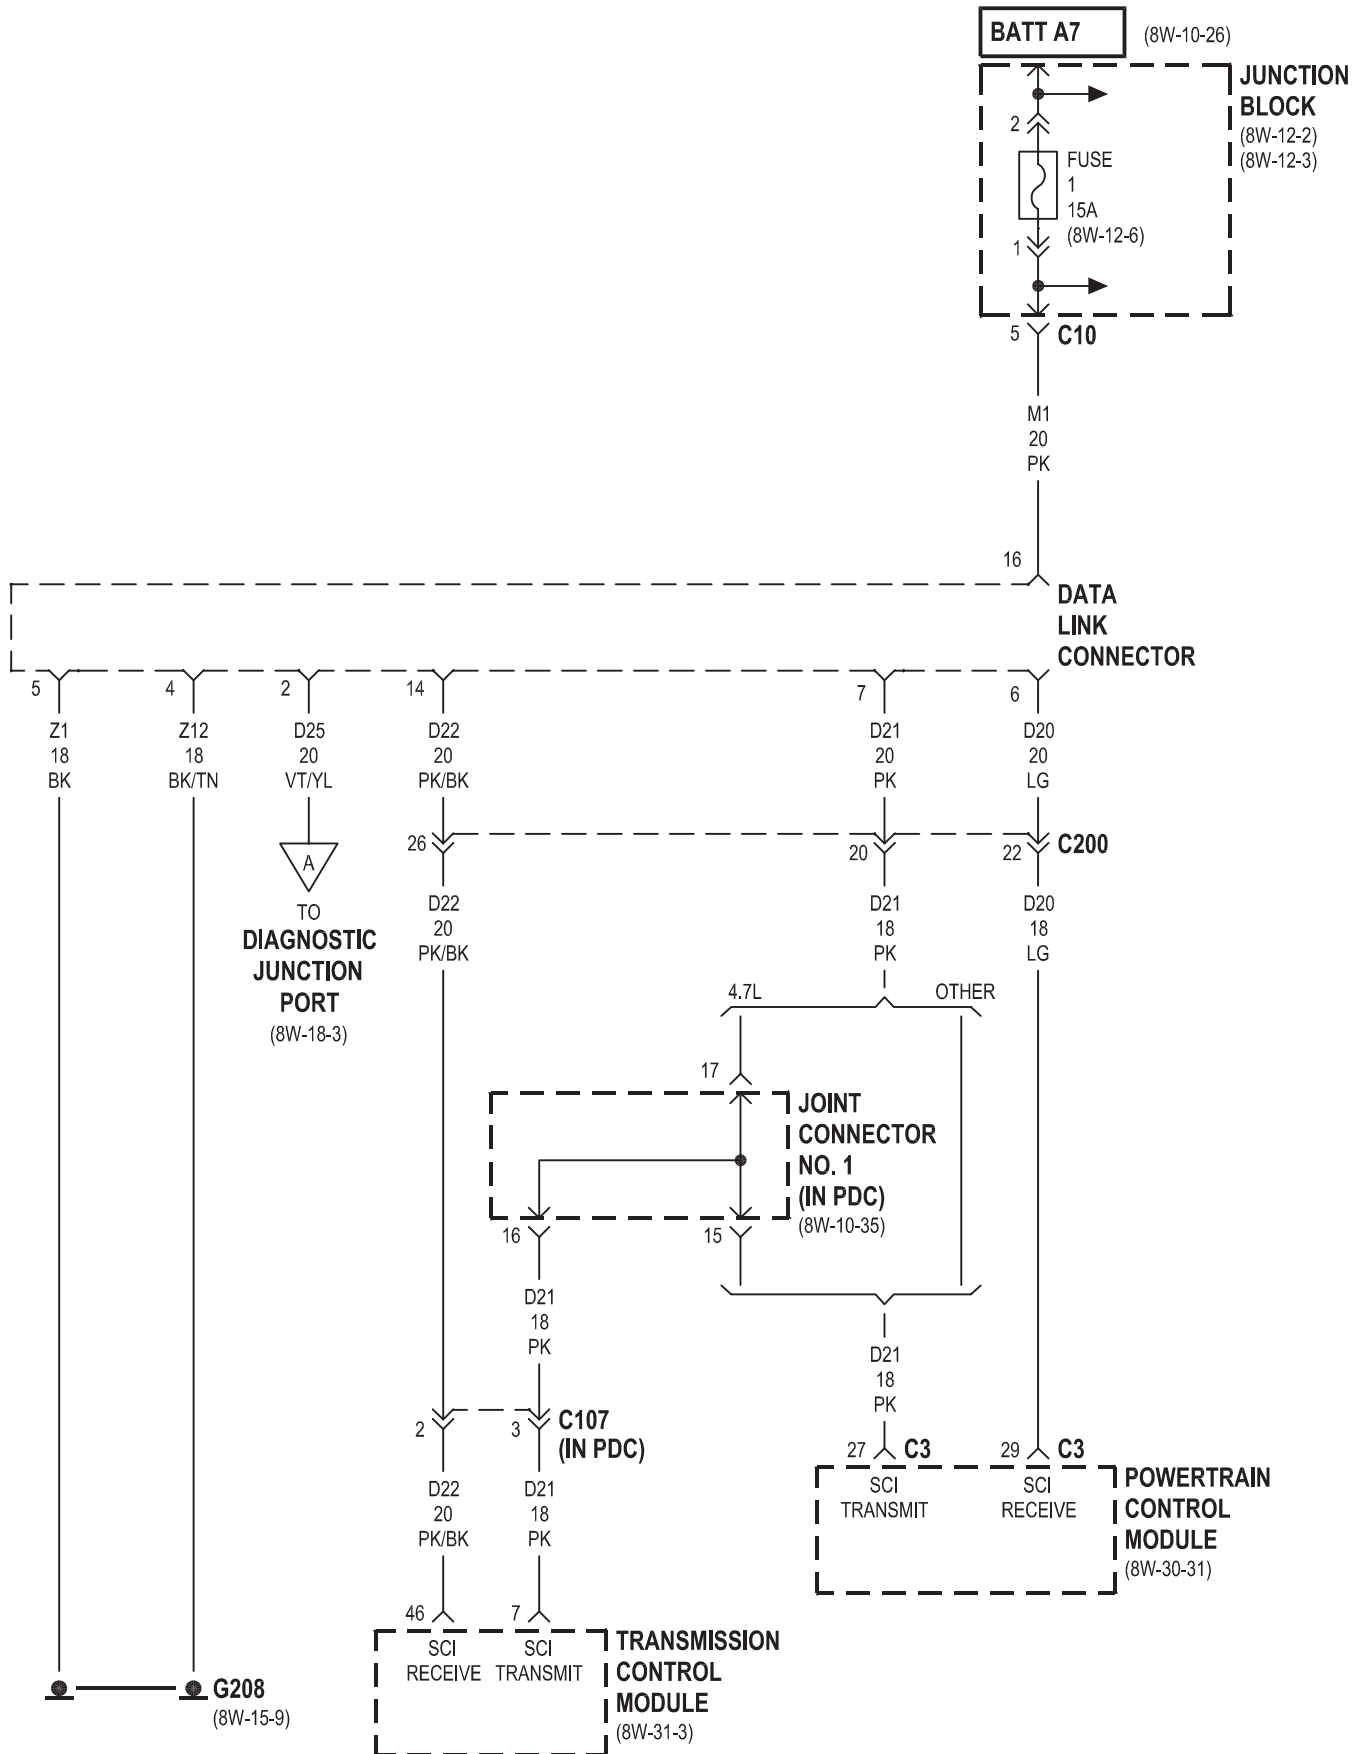 BATT A7 (8W-10-26)
JUNCTION
BLOCK
(8W-12-2)
(8W-12-3)
2
FUSE
1
15A
(8W-12-6)
1
5 C10
M1
20
PK
16
DATA
LINK
CONNECTOR
5 4 2 14 7 6
Z1 Z12 D25 D22 D21 D20
18 18 20 20 20 20
BK BK/TN VT/YL PK/BK PK LG
26 20 22 C200
A
TO
DIAGNOSTIC
JUNCTION
PORT
(8W-18-3)
D22 D21 D20
20 18 18
PK/BK PK LG
4.7L OTHER
17
JOINT
CONNECTOR
NO. 1
(IN PDC)
(8W-10-35)
16 15
D21
18
PK
D21
18
PK
2 3 C107
(IN PDC)
27 C3 29 C3
SCI SCI
TRANSMIT RECEIVE
POWERTRAIN
CONTROL
MODULE
(8W-30-31)
D22 D21
20 18
PK/BK PK
46 7
SCI SCI
RECEIVE TRANSMIT
TRANSMISSION
CONTROL
MODULE
(8W-31-3)
G208
(8W-15-9)